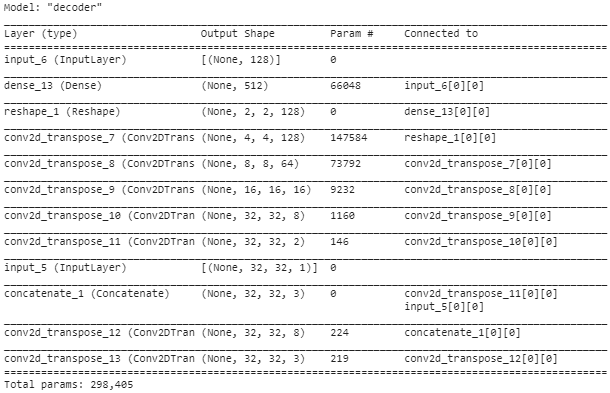 Model: "decoder"
Layer (type) Output Shape Param # Connected to
input_6 (InputLayer) [(None, 128)] 0
dense_13 (Dense) (None, 512) 66048 input_6[0][0]
reshape_1 (Reshape) (None, 2, 2, 128) 0 dense_13[0][0]
conv2d_transpose_7 (Conv2DTrans (None, 4, 4, 128) 147584 reshape_1[0][0]
conv2d_transpose_8 (Conv2DTrans (None, 8, 8, 64) 73792 conv2d_transpose_7[0][0]
conv2d_transpose_9 (Conv2DTrans (None, 16, 16, 16) 9232 conv2d_transpose_8[0][0]
conv2d_transpose_10 (Conv2DTran (None, 32, 32, 8) 1160 conv2d_transpose_9[0][0]
conv2d_transpose_11 (Conv2DTran (None, 32, 32, 2) 146 conv2d_transpose_10[0][0]
input_5 (InputLayer) [(None, 32, 32, 1)] 0
concatenate_1 (Concatenate) (None, 32, 32, 3) 0 conv2d_transpose_11[0][0]
input_5[0][0]
conv2d_transpose_12 (Conv2DTran (None, 32, 32, 8) 224 concatenate_1[0][0]
conv2d_transpose_13 (Conv2DTran (None, 32, 32, 3) 219 conv2d_transpose_12[0][0]
Total params: 298,405